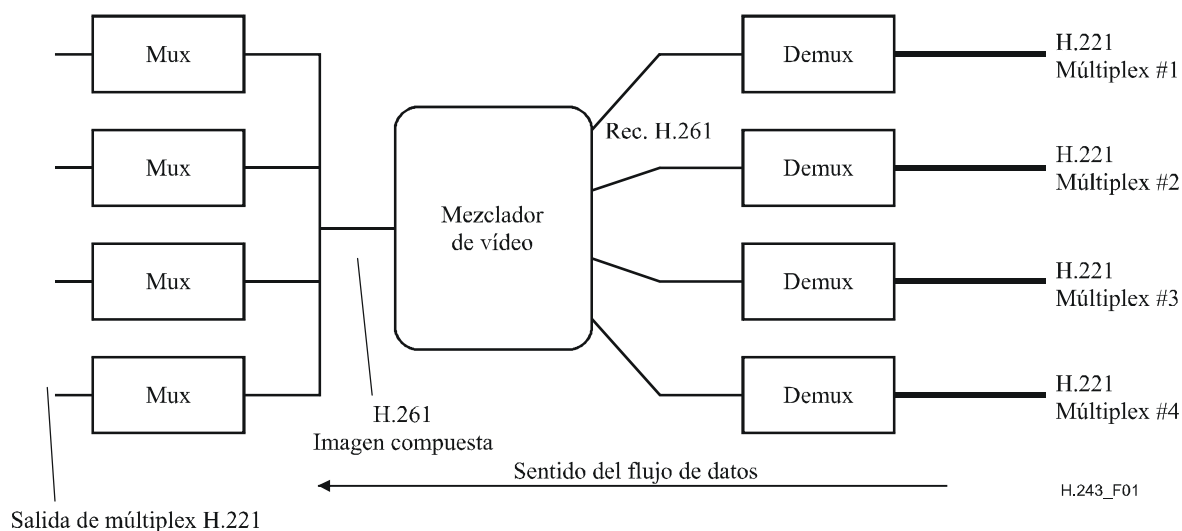 Mux
Demux
H.221
Múltiplex #1
Rec. H.261
Mux
Demux
H.221
Múltiplex #2
Mezclador
de vídeo
Mux
Demux
H.221
Múltiplex #3
Mux
Demux
H.221
Múltiplex #4
H.261
Imagen compuesta
Sentido del flujo de datos
H.243_F01
Salida de múltiplex H.221